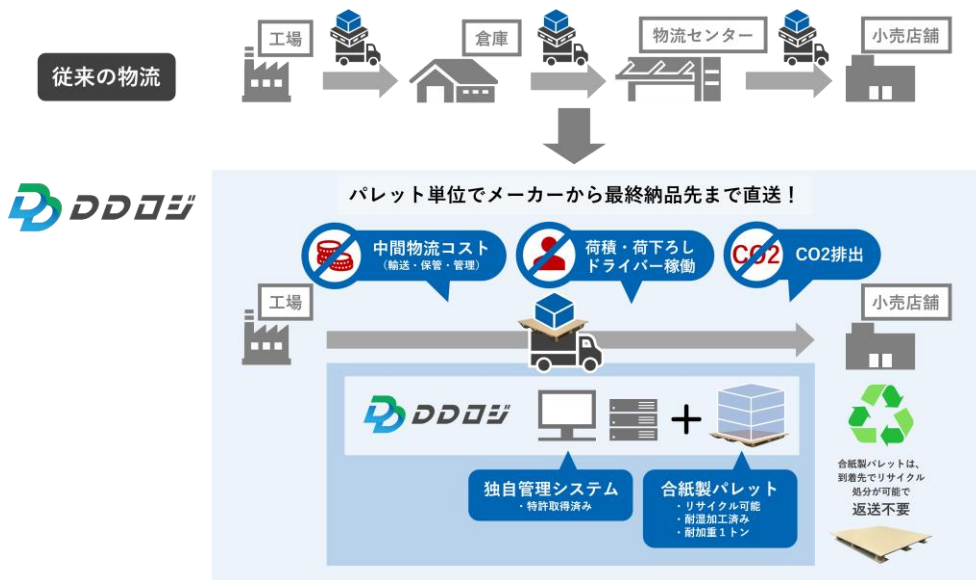 従来の物流
工場
倉庫
物流センター
小売店舗
DDロジ
パレット単位でメーカーから最終納品先まで直送！
中間物流コスト
（輸送・保管・管理）
荷積・荷下ろし
ドライバー稼働
CO2
CO2排出
工場
小売店舗
DDロジ
+
独自管理システム
・特許取得済み
合紙製パレット
・リサイクル可能
・耐湿加工済み
・耐加重１トン
合紙製パレットは、
到着先でリサイクル
処分が可能で
返送不要